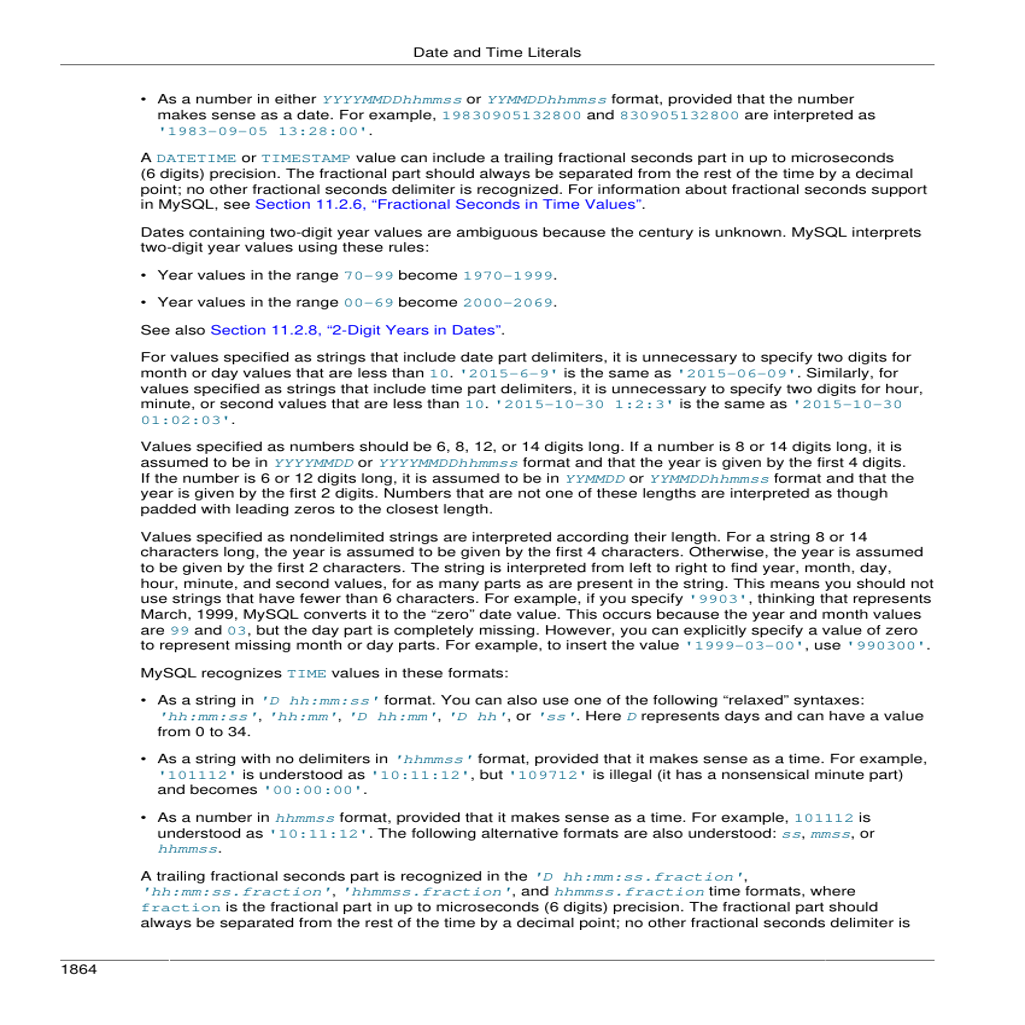 Date and Time Literals
• As a number in either YYYYMMDDhhmmss or YYMMDDhhmmss format, provided that the number
makes sense as a date. For example, 19830905132800 and 830905132800 are interpreted as
'1983-09-05 13:28:00'.
A DATETIME or TIMESTAMP value can include a trailing fractional seconds part in up to microseconds
(6 digits) precision. The fractional part should always be separated from the rest of the time by a decimal
point; no other fractional seconds delimiter is recognized. For information about fractional seconds support
in MySQL, see Section 11.2.6, “Fractional Seconds in Time Values”.
Dates containing two-digit year values are ambiguous because the century is unknown. MySQL interprets
two-digit year values using these rules:
• Year values in the range 70-99 become 1970-1999.
• Year values in the range 00-69 become 2000-2069.
See also Section 11.2.8, “2-Digit Years in Dates”.
For values specified as strings that include date part delimiters, it is unnecessary to specify two digits for
month or day values that are less than 10. '2015-6-9' is the same as '2015-06-09'. Similarly, for
values specified as strings that include time part delimiters, it is unnecessary to specify two digits for hour,
minute, or second values that are less than 10. '2015-10-30 1:2:3' is the same as '2015-10-30
01:02:03'.
Values specified as numbers should be 6, 8, 12, or 14 digits long. If a number is 8 or 14 digits long, it is
assumed to be in YYYYMMDD or YYYYMMDDhhmmss format and that the year is given by the first 4 digits.
If the number is 6 or 12 digits long, it is assumed to be in YYMMDD or YYMMDDhhmmss format and that the
year is given by the first 2 digits. Numbers that are not one of these lengths are interpreted as though
padded with leading zeros to the closest length.
Values specified as nondelimited strings are interpreted according their length. For a string 8 or 14
characters long, the year is assumed to be given by the first 4 characters. Otherwise, the year is assumed
to be given by the first 2 characters. The string is interpreted from left to right to find year, month, day,
hour, minute, and second values, for as many parts as are present in the string. This means you should not
use strings that have fewer than 6 characters. For example, if you specify '9903', thinking that represents
March, 1999, MySQL converts it to the “zero” date value. This occurs because the year and month values
are 99 and 03, but the day part is completely missing. However, you can explicitly specify a value of zero
to represent missing month or day parts. For example, to insert the value '1999-03-00', use '990300'.
MySQL recognizes TIME values in these formats:
• As a string in 'D hh:mm:ss' format. You can also use one of the following “relaxed” syntaxes:
'hh:mm:ss', 'hh:mm', 'D hh:mm', 'D hh', or 'ss'. Here D represents days and can have a value
from 0 to 34.
• As a string with no delimiters in 'hhmmss' format, provided that it makes sense as a time. For example,
'101112' is understood as '10:11:12', but '109712' is illegal (it has a nonsensical minute part)
and becomes '00:00:00'.
• As a number in hhmmss format, provided that it makes sense as a time. For example, 101112 is
understood as '10:11:12'. The following alternative formats are also understood: ss, mmss, or
hhmmss.
A trailing fractional seconds part is recognized in the 'D hh:mm:ss.fraction',
'hh:mm:ss.fraction', 'hhmmss.fraction', and hhmmss.fraction time formats, where
fraction is the fractional part in up to microseconds (6 digits) precision. The fractional part should
always be separated from the rest of the time by a decimal point; no other fractional seconds delimiter is
1864